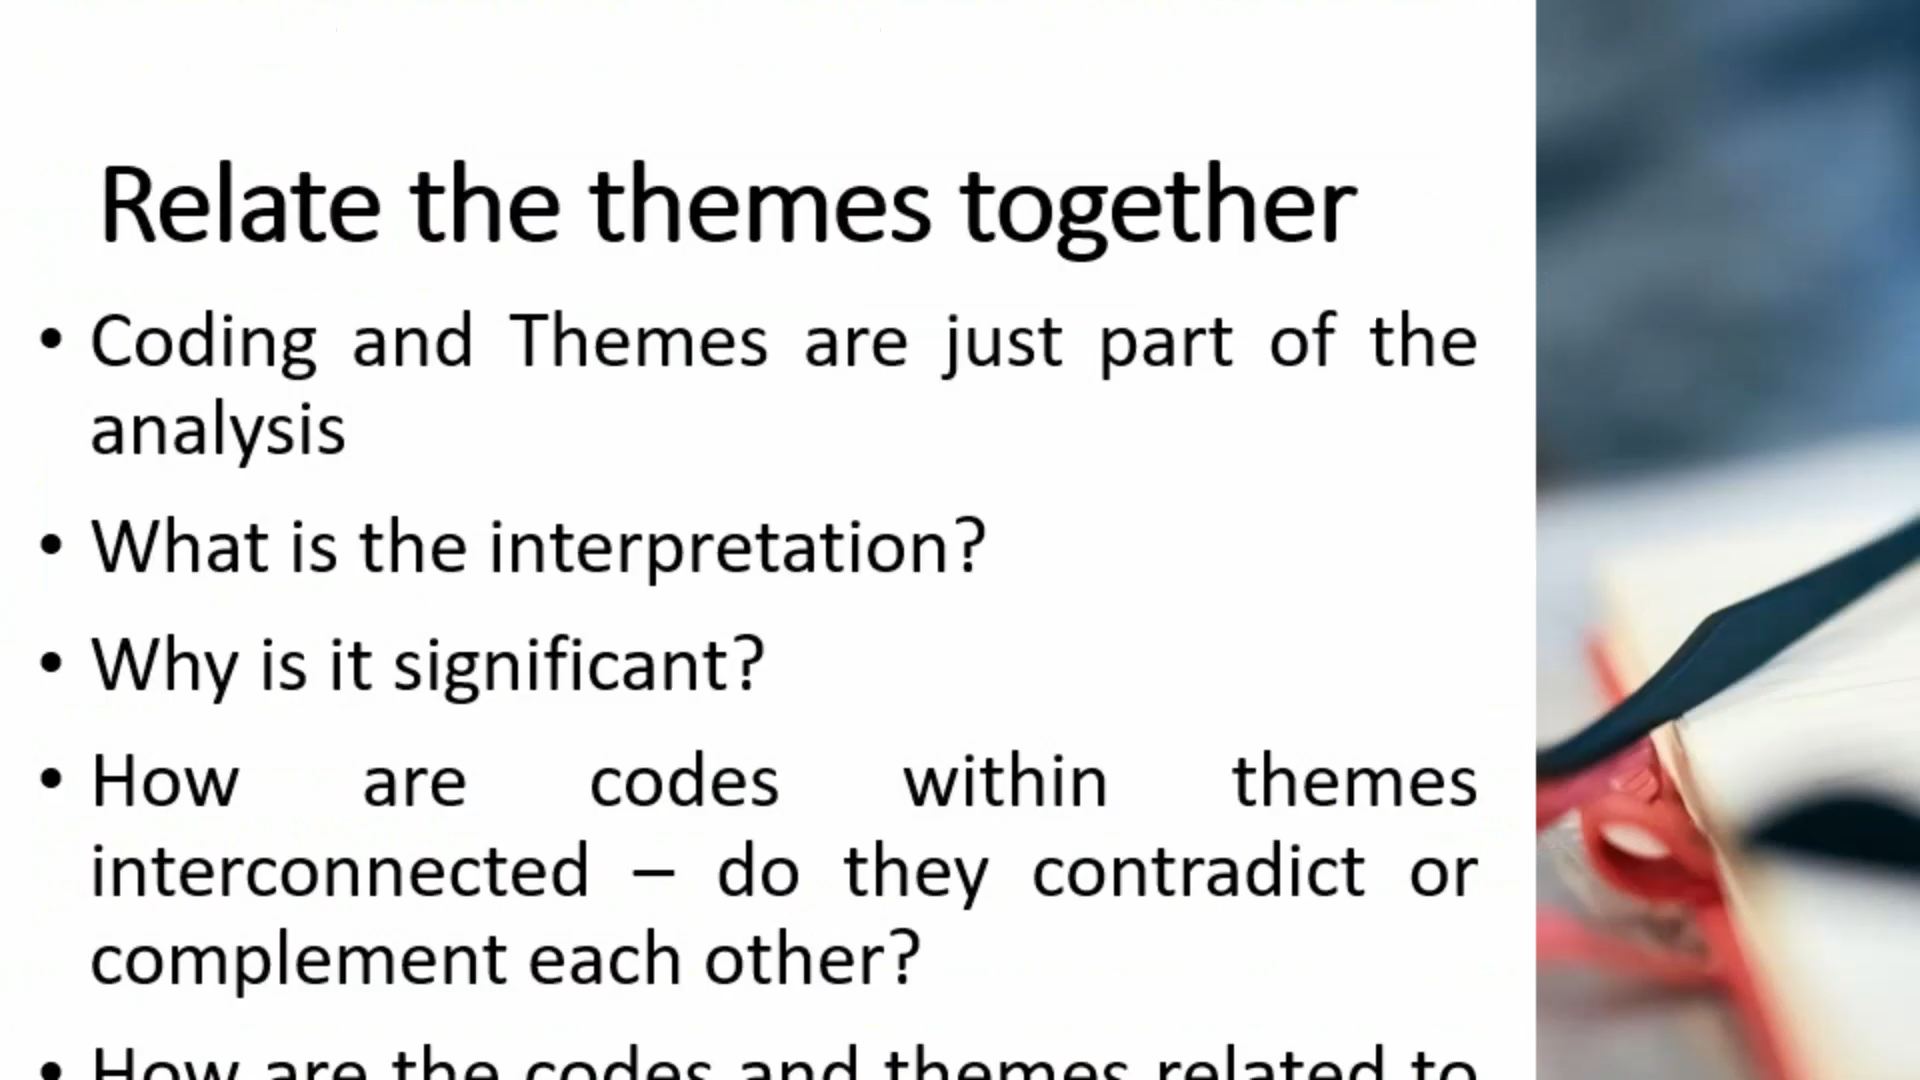 Relate the themes together
• Coding and Themes are just part of the
analysis
• What is the interpretation?
• Why is it significant?
• How are codes within themes
interconnected – do they contradict or
complement each other?
• How are the codes and themes related to